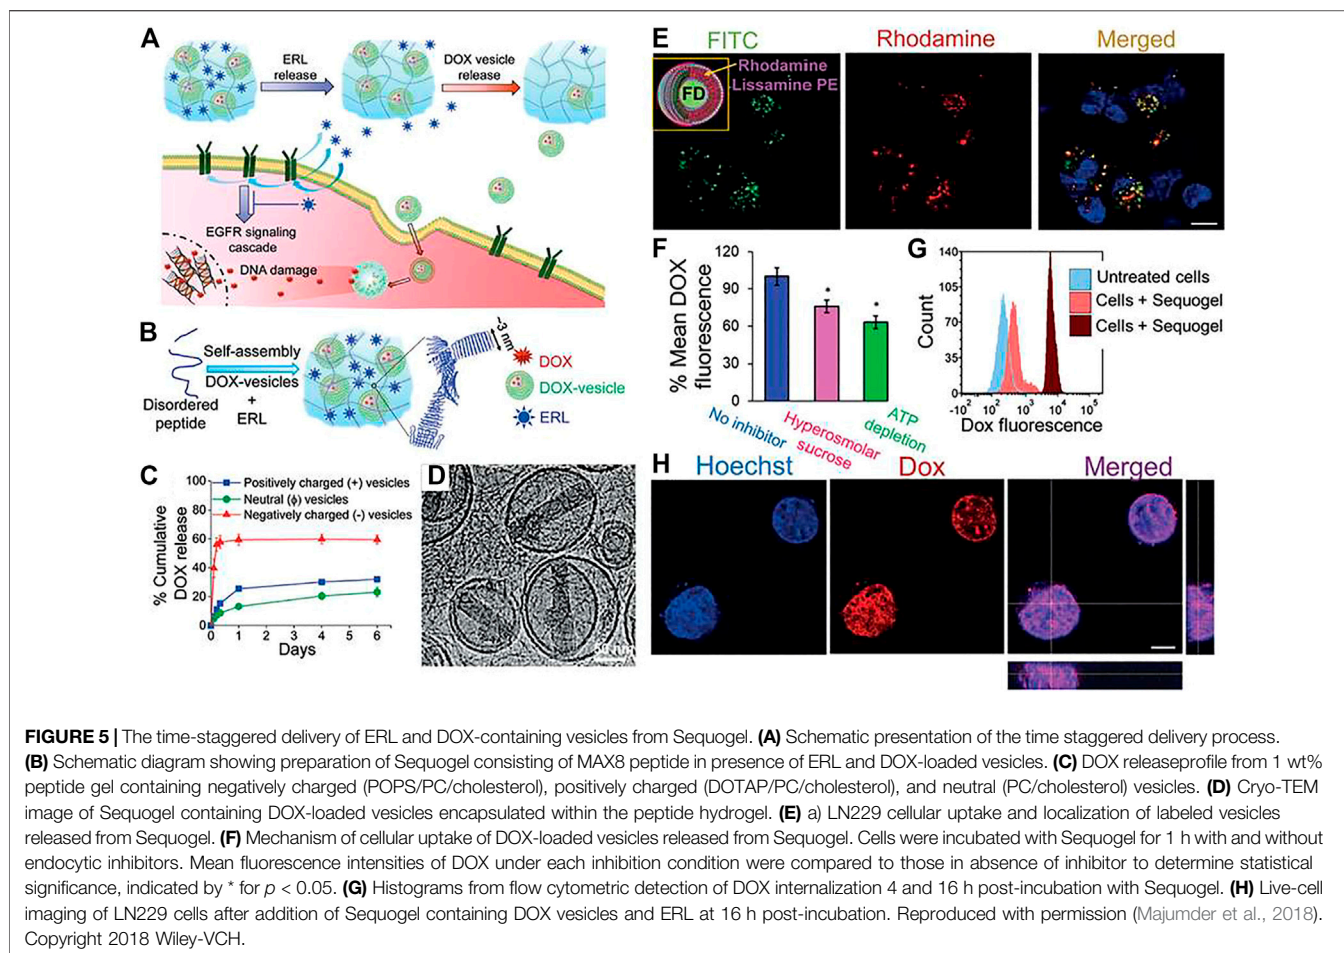 A
ERL
release
DOX vesicle
release
EGFR signaling
cascade
DNA damage
B
Self-assembly
DOX-vesicles
+
ERL
Disordered
peptide
~3 nm
DOX
DOX-vesicle
ERL
C
% Cumulative
DOX release
100
80
60
40
20
0
0 1 2 3 4 5 6
Days
Positively charged (+) vesicles
Neutral (ϕ) vesicles
Negatively charged (-) vesicles
D
50 nm
E
FITC
Rhodamine
Merged
Rhodamine
Lissamine PE
FD
F
% Mean DOX
fluorescence
120
90
60
30
0
*
*
No inhibitor
Hyperosmolar
sucrose
ATP
depletion
G
Count
140
105
70
35
0
-10² 10² 10³ 10⁴ 10⁵
Dox fluorescence
Untreated cells
Cells + Sequogel
Cells + Sequogel
H
Hoechst
Dox
Merged
FIGURE 5 | The time-staggered delivery of ERL and DOX-containing vesicles from Sequogel. (A) Schematic presentation of the time staggered delivery process.
(B) Schematic diagram showing preparation of Sequogel consisting of MAX8 peptide in presence of ERL and DOX-loaded vesicles. (C) DOX releaseprofile from 1 wt%
peptide gel containing negatively charged (POPS/PC/cholesterol), positively charged (DOTAP/PC/cholesterol), and neutral (PC/cholesterol) vesicles. (D) Cryo-TEM
image of Sequogel containing DOX-loaded vesicles encapsulated within the peptide hydrogel. (E) a) LN229 cellular uptake and localization of labeled vesicles
released from Sequogel. (F) Mechanism of cellular uptake of DOX-loaded vesicles released from Sequogel. Cells were incubated with Sequogel for 1 h with and without
endocytic inhibitors. Mean fluorescence intensities of DOX under each inhibition condition were compared to those in absence of inhibitor to determine statistical
significance, indicated by * for p < 0.05. (G) Histograms from flow cytometric detection of DOX internalization 4 and 16 h post-incubation with Sequogel. (H) Live-cell
imaging of LN229 cells after addition of Sequogel containing DOX vesicles and ERL at 16 h post-incubation. Reproduced with permission (Majumder et al., 2018).
Copyright 2018 Wiley-VCH.